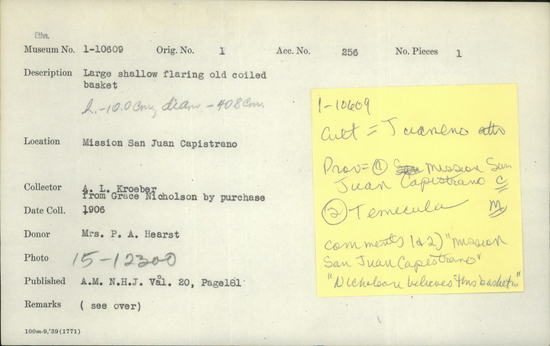 Eth.
Museum No. 1-10609 Orig. No. 1 Acc. No. 256 No. Pieces 1
Description Large shallow flaring old coiled
basket
h.-10.0 cm, diam -40.8 cm.
Location Mission San Juan Capistrano
Collector A. L. Kroeber
from Grace Nicholson by purchase
Date Coll. 1906
Donor Mrs. P. A. Hearst
Photo 15-12300
Published A.M. N.H.J. Vol. 20, Page 181
Remarks ( see over)
100m-9,'39(1771)
1-10609
Cult = Juaneno
Prov = ① Mission San
Juan Capistrano C
② Temecula M
comments 1&2) "mission
San Juan Capistrano"
"Nicholson believes this basket..."